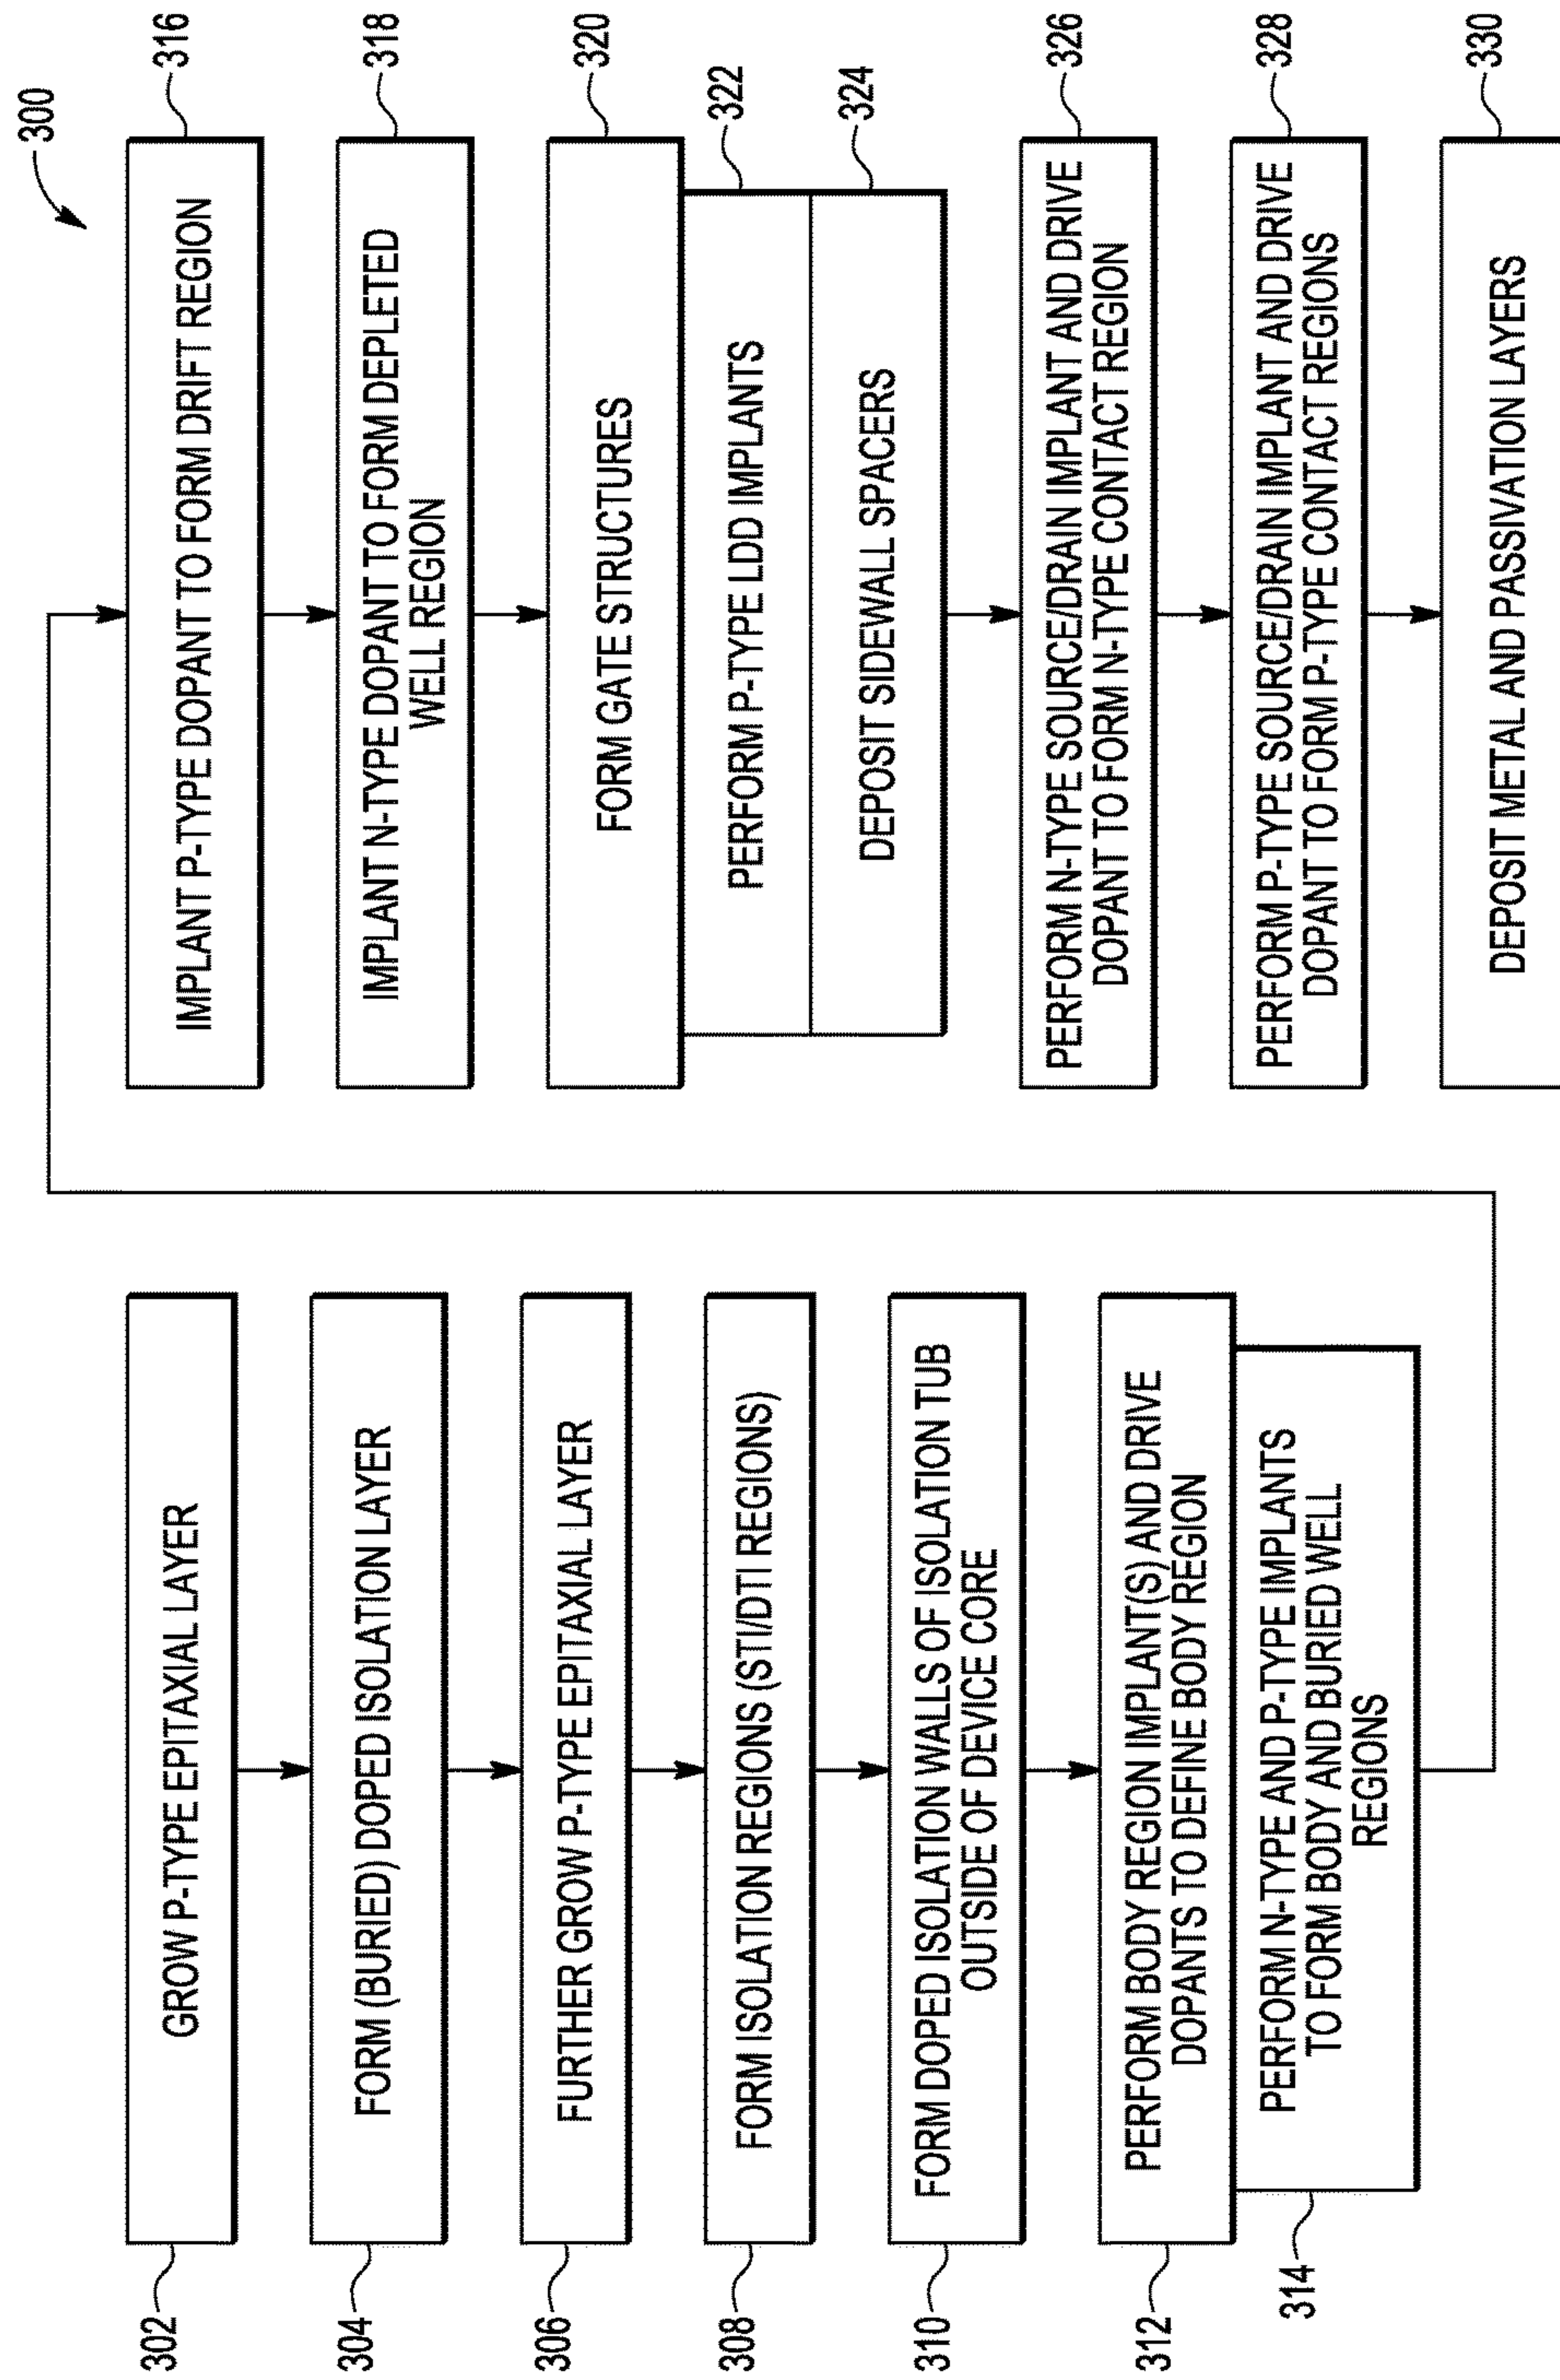 300
302
GROW P-TYPE EPITAXIAL LAYER
304
FORM (BURIED) DOPED ISOLATION LAYER
306
FURTHER GROW P-TYPE EPITAXIAL LAYER
308
FORM ISOLATION REGIONS (STI/DTI REGIONS)
310
FORM DOPED ISOLATION WALLS OF ISOLATION TUB
OUTSIDE OF DEVICE CORE
312
PERFORM BODY REGION IMPLANT(S) AND DRIVE
DOPANTS TO DEFINE BODY REGION
314
PERFORM N-TYPE AND P-TYPE IMPLANTS
TO FORM BODY AND BURIED WELL
REGIONS
IMPLANT P-TYPE DOPANT TO FORM DRIFT REGION
316
IMPLANT N-TYPE DOPANT TO FORM DEPLETED
WELL REGION
318
FORM GATE STRUCTURES
320
PERFORM P-TYPE LDD IMPLANTS
322
DEPOSIT SIDEWALL SPACERS
324
PERFORM N-TYPE SOURCE/DRAIN IMPLANT AND DRIVE
DOPANT TO FORM N-TYPE CONTACT REGION
326
PERFORM P-TYPE SOURCE/DRAIN IMPLANT AND DRIVE
DOPANT TO FORM P-TYPE CONTACT REGIONS
328
DEPOSIT METAL AND PASSIVATION LAYERS
330